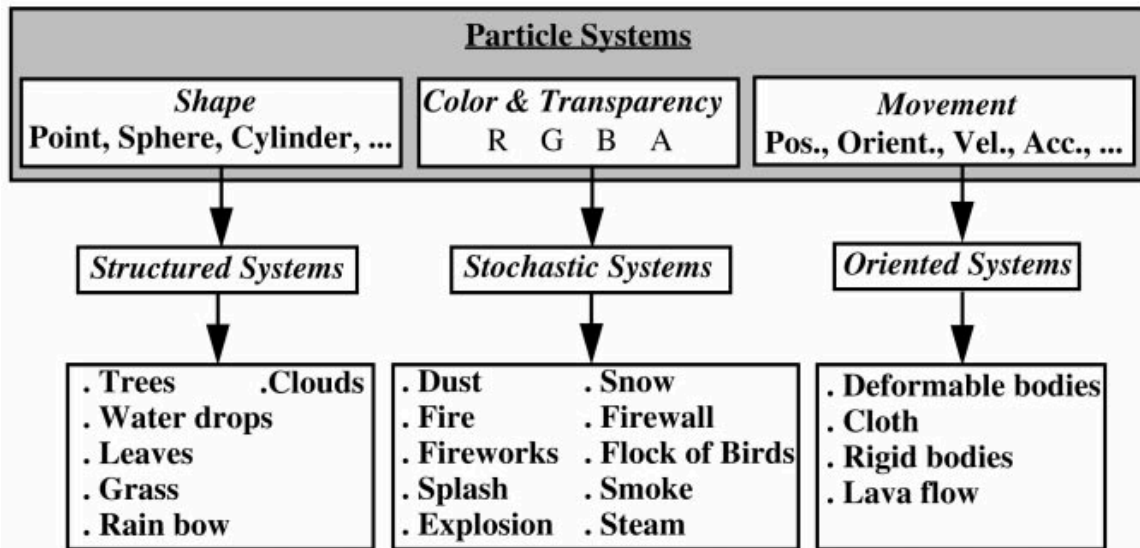 Particle Systems
Shape
Point, Sphere, Cylinder, ...
Color & Transparency
R G B A
Movement
Pos., Orient., Vel., Acc., ...
Structured Systems
Stochastic Systems
Oriented Systems
. Trees .Clouds
. Water drops
. Leaves
. Grass
. Rain bow
. Dust . Snow
. Fire . Firewall
. Fireworks . Flock of Birds
. Splash . Smoke
. Explosion . Steam
. Deformable bodies
. Cloth
. Rigid bodies
. Lava flow